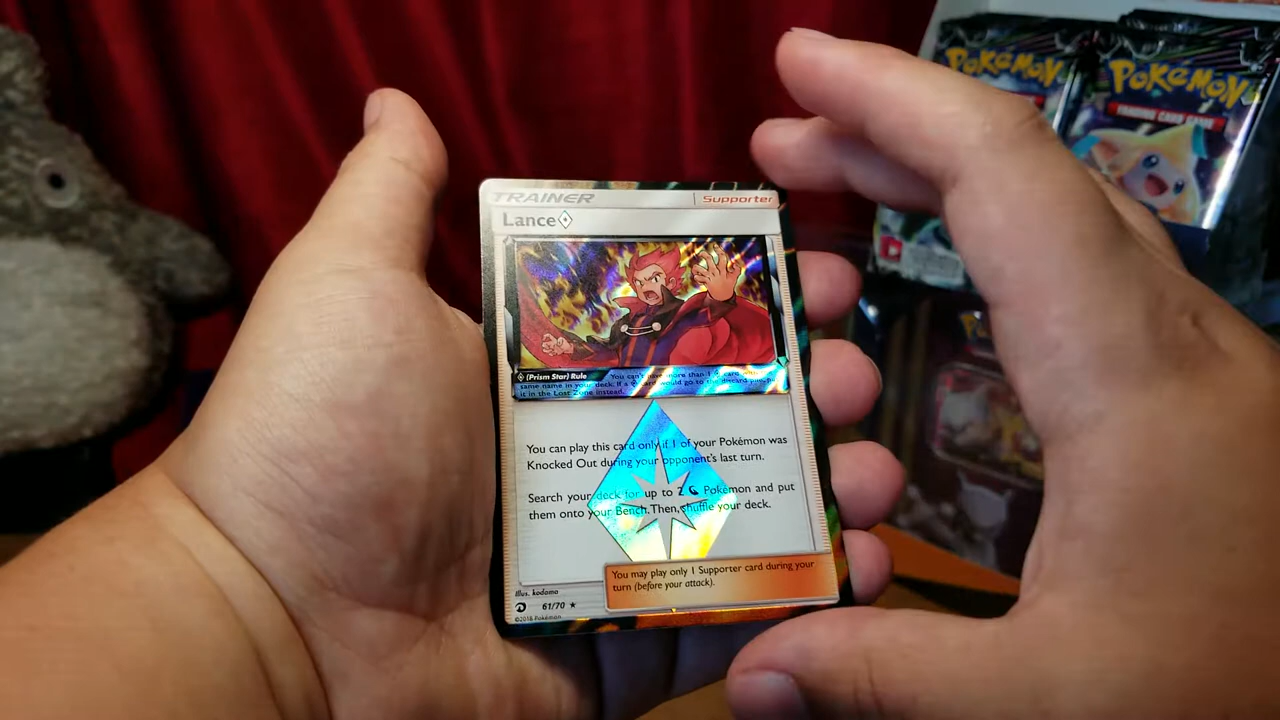 POKÉMON
POKÉMON
TRADING CARD GAME
TRAINER
Supporter
Lance
(Prism Star) Rule You can't have more than 1 card with the
same name in your deck. If a card would go to the discard pile, put
it in the Lost Zone instead.
You can play this card only if 1 of your Pokémon was
Knocked Out during your opponent's last turn.
Search your deck for up to 2 Pokémon and put
them onto your Bench. Then, shuffle your deck.
You may play only 1 Supporter card during your
turn (before your attack).
Illus. kodama
61/70
©2018 Pokémon